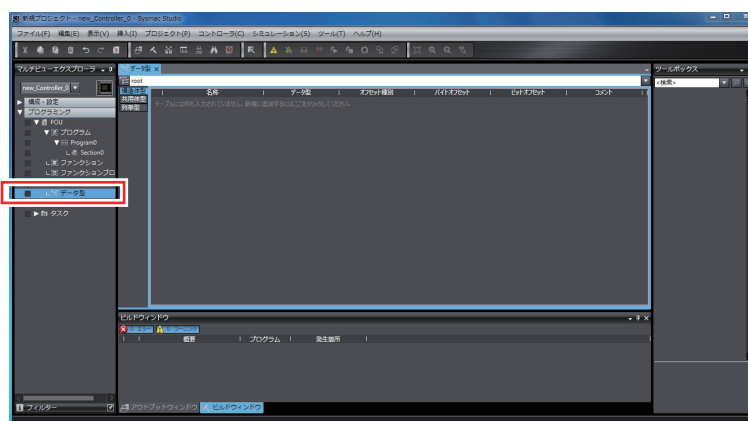 新規プロジェクト - new_Controller_0 - Sysmac Studio
ファイル(F) 編集(E) 表示(V) 挿入(I) プロジェクト(P) コントローラ(C) シミュレーション(S) ツール(T) ヘルプ(H)
マルチビューエクスプローラ
データ型
ツールボックス
new_Controller_0
root
<検索>
構造体型
共用体型
列挙型
名称 データ型 オフセット種別 バイトオフセット ビットオフセット コメント
テーブルには何も入力されていません。新規に追加するにはここをクリックしてください。
構成・設定
プログラミング
POU
プログラム
Program0
Section0
ファンクション
ファンクションブロ
データ型
タスク
ビルドウィンドウ
0 エラー 0 ワーニング
概要 プログラム 発生箇所
フィルター
アウトプットウィンドウ ビルドウィンドウ